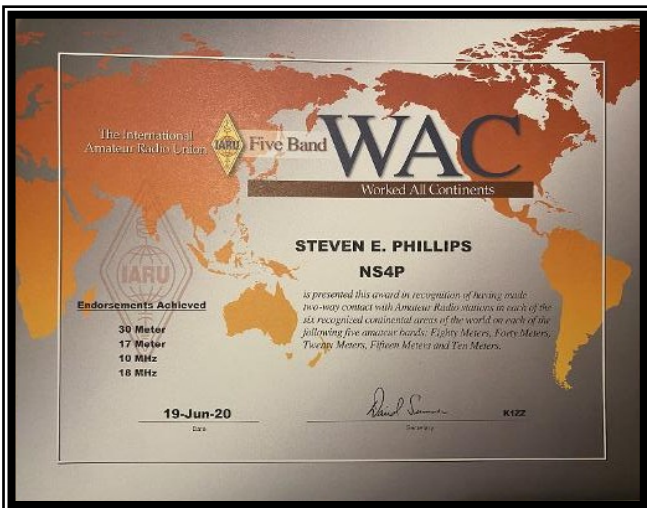 The International
Amateur Radio Union
IARU
Five Band
WAC
Worked All Continents
IARU
STEVEN E. PHILLIPS
NS4P
is presented this award in recognition of having made
two-way contact with Amateur Radio stations in each of the
six recognized continental areas of the world on each of the
following five amateur bands: Eighty Meters, Forty Meters,
Twenty Meters, Fifteen Meters and Ten Meters.
Endorsements Achieved
30 Meter
17 Meter
10 MHz
18 MHz
19-Jun-20
Date
David Sumner
K1ZZ
Secretary